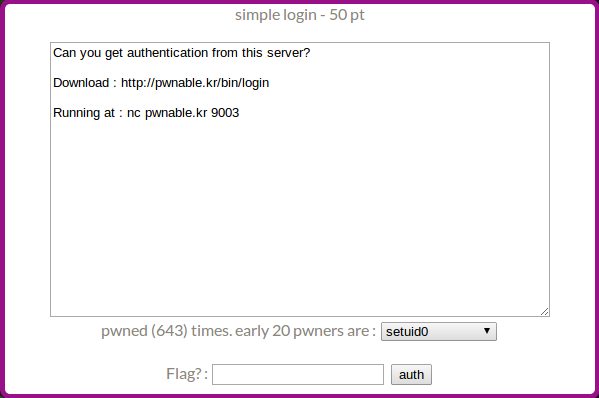 simple login - 50 pt
Can you get authentication from this server?
Download : http://pwnable.kr/bin/login
Running at : nc pwnable.kr 9003
pwned (643) times. early 20 pwners are : setuid0
Flag? : auth